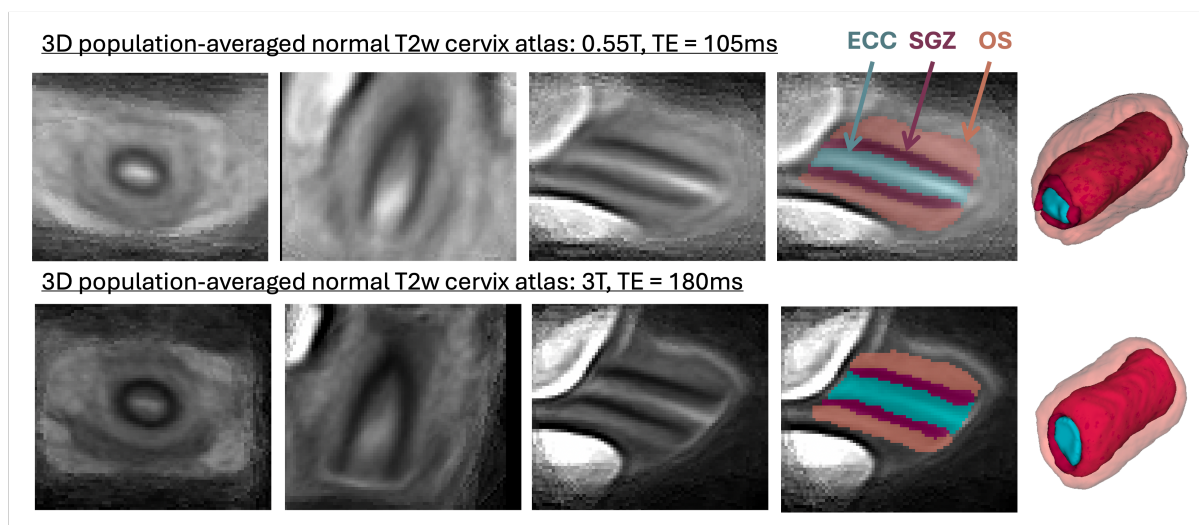 3D population-averaged normal T2w cervix atlas: 0.55T, TE = 105ms
ECC SGZ OS
3D population-averaged normal T2w cervix atlas: 3T, TE = 180ms